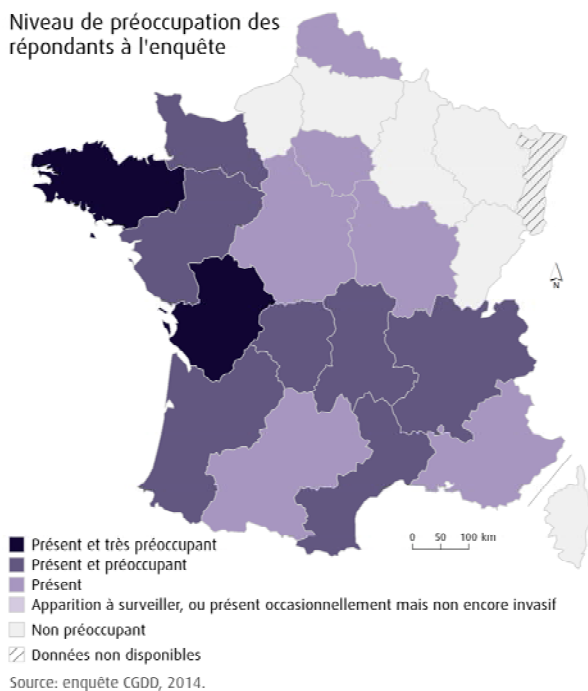 Niveau de préoccupation des
répondants à l'enquête
N
0 50 100 km
Présent et très préoccupant
Présent et préoccupant
Présent
Apparition à surveiller, ou présent occasionnellement mais non encore invasif
Non préoccupant
Données non disponibles
Source: enquête CGDD, 2014.